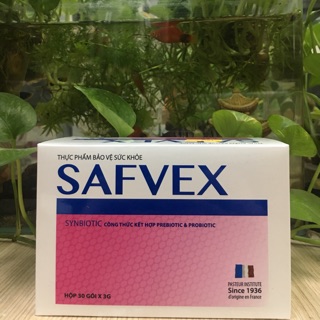 THỰC PHẨM BẢO VỆ SỨC KHỎE
SAFVEX
SYNBIOTIC CÔNG THỨC KẾT HỢP PREBIOTIC & PROBIOTIC
PASTEUR INSTITUTE
Since 1936
d'origine en France
HỘP 30 GÓI X 3G